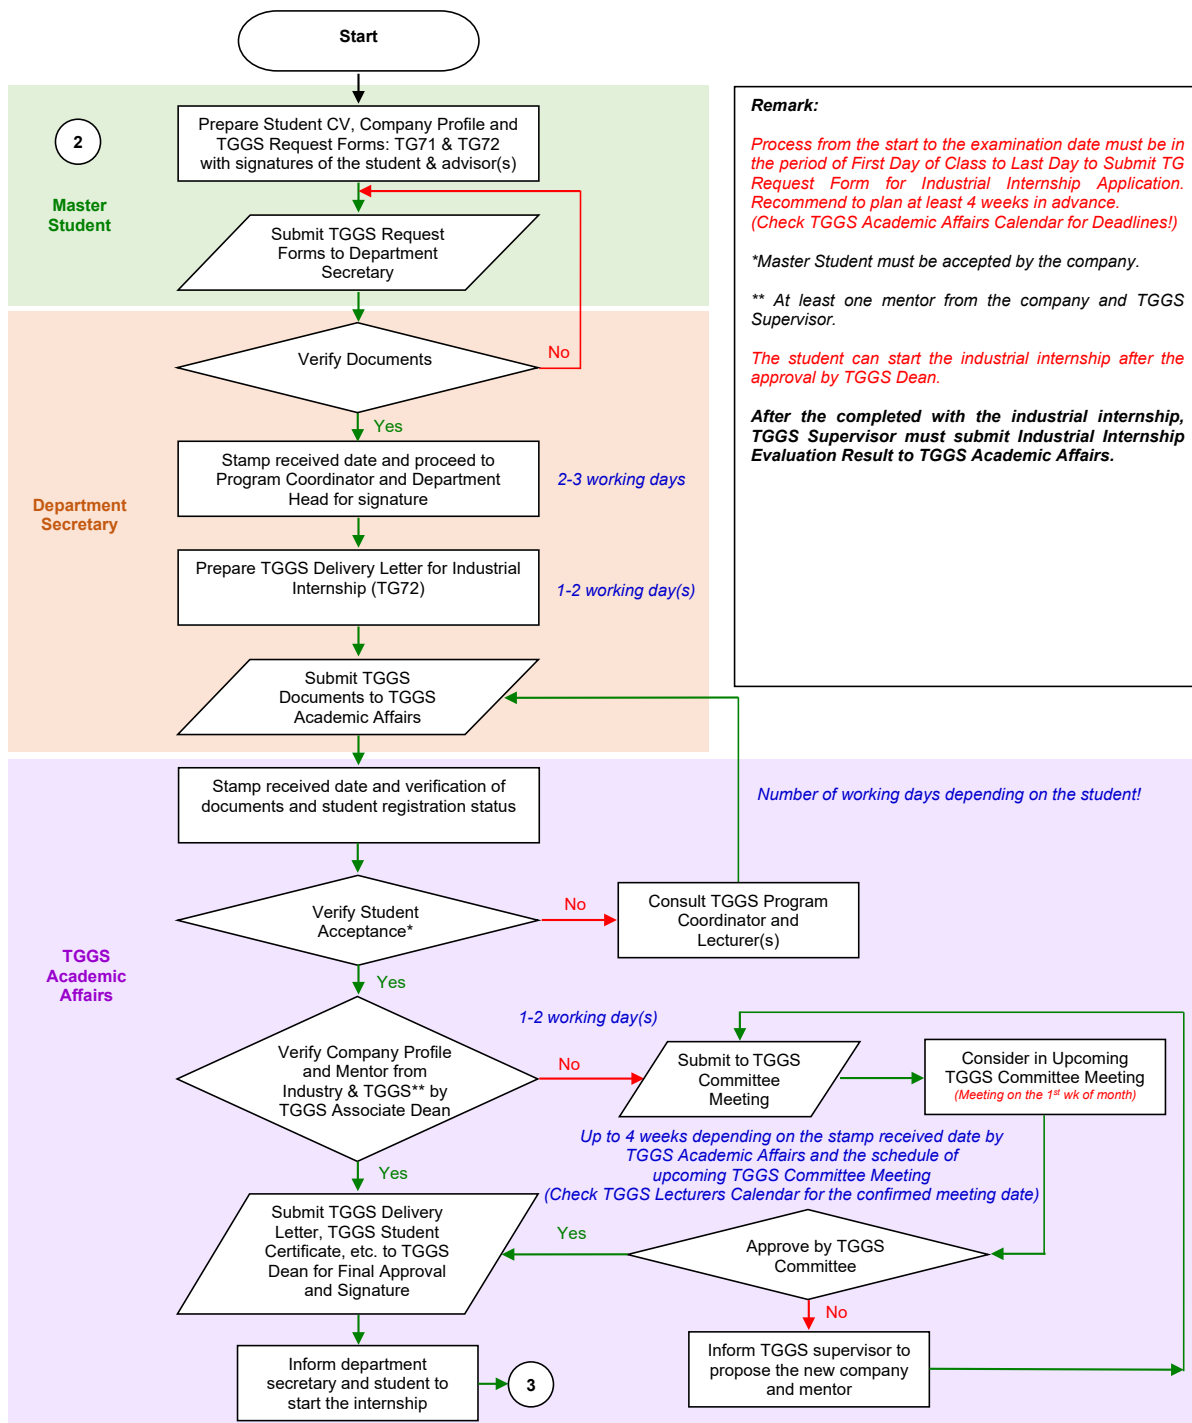 Start
2
Master
Student
Prepare Student CV, Company Profile and
TGGS Request Forms: TG71 & TG72
with signatures of the student & advisor(s)
Submit TGGS Request
Forms to Department
Secretary
Remark:
Process from the start to the examination date must be in
the period of First Day of Class to Last Day to Submit TG
Request Form for Industrial Internship Application.
Recommend to plan at least 4 weeks in advance.
(Check TGGS Academic Affairs Calendar for Deadlines!)
*Master Student must be accepted by the company.
** At least one mentor from the company and TGGS
Supervisor.
The student can start the industrial internship after the
approval by TGGS Dean.
After the completed with the industrial internship,
TGGS Supervisor must submit Industrial Internship
Evaluation Result to TGGS Academic Affairs.
Department
Secretary
Verify Documents
No
Yes
Stamp received date and proceed to
Program Coordinator and Department
Head for signature
2-3 working days
Prepare TGGS Delivery Letter for Industrial
Internship (TG72)
1-2 working day(s)
Submit TGGS
Documents to TGGS
Academic Affairs
TGGS
Academic
Affairs
Stamp received date and verification of
documents and student registration status
Number of working days depending on the student!
Verify Student
Acceptance*
No
Consult TGGS Program
Coordinator and
Lecturer(s)
Yes
1-2 working day(s)
Verify Company Profile
and Mentor from
Industry & TGGS** by
TGGS Associate Dean
No
Submit to TGGS
Committee
Meeting
Consider in Upcoming
TGGS Committee Meeting
(Meeting on the 1st wk of month)
Up to 4 weeks depending on the stamp received date by
TGGS Academic Affairs and the schedule of
upcoming TGGS Committee Meeting
(Check TGGS Lecturers Calendar for the confirmed meeting date)
Yes
Submit TGGS Delivery
Letter, TGGS Student
Certificate, etc. to TGGS
Dean for Final Approval
and Signature
Yes
Approve by TGGS
Committee
No
Inform TGGS supervisor to
propose the new company
and mentor
Inform department
secretary and student to
start the internship
3